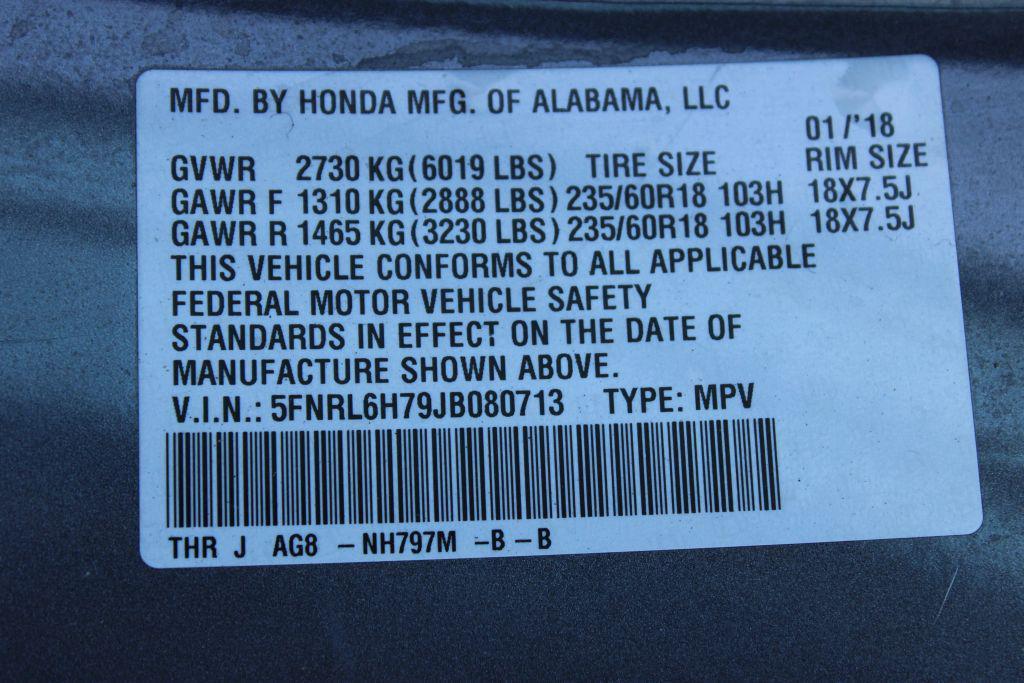 MFD. BY HONDA MFG. OF ALABAMA, LLC
01/'18
GVWR 2730 KG(6019 LBS) TIRE SIZE RIM SIZE
GAWR F 1310 KG(2888 LBS) 235/60R18 103H 18X7.5J
GAWR R 1465 KG(3230 LBS) 235/60R18 103H 18X7.5J
THIS VEHICLE CONFORMS TO ALL APPLICABLE
FEDERAL MOTOR VEHICLE SAFETY
STANDARDS IN EFFECT ON THE DATE OF
MANUFACTURE SHOWN ABOVE.
V.I.N.: 5FNRL6H79JB080713 TYPE: MPV
THR J AG8 - NH797M -B - B